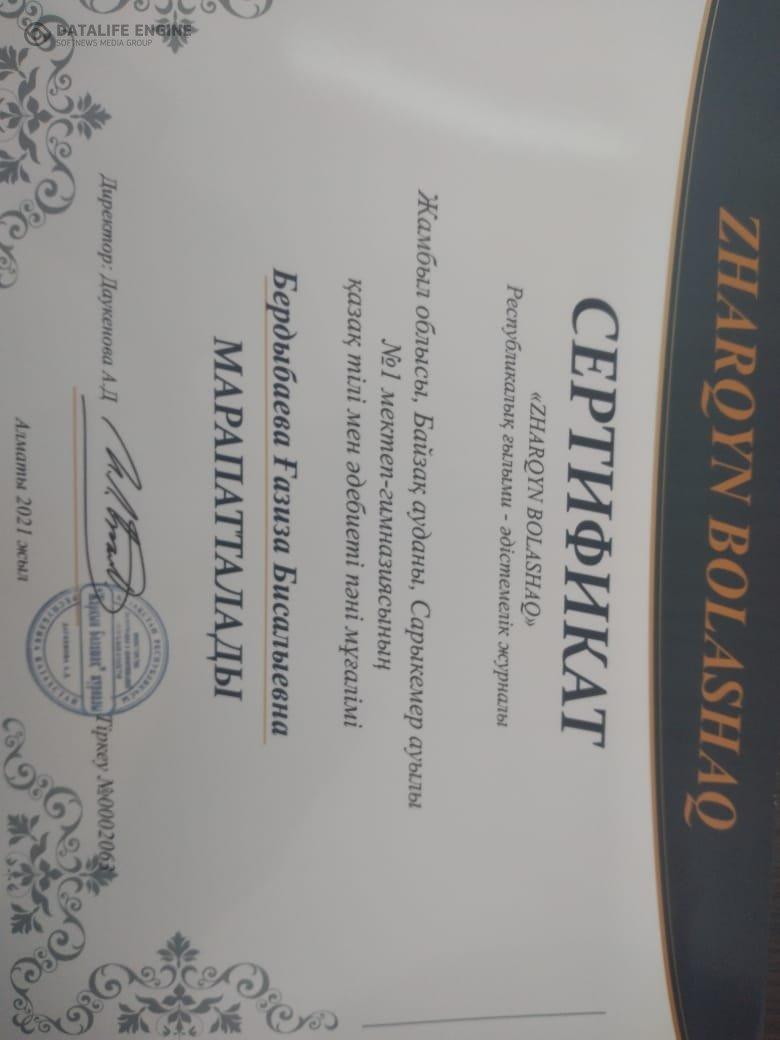 DATALIFE ENGINE
SOFTNEWS MEDIA GROUP
ZHARQYN BOLASHAQ
СЕРТИФИКАТ
«ZHARQYN BOLASHAQ»
Республикалық ғылыми - әдістемелік журналы
Жамбыл облысы, Байзақ ауданы, Сарыкемер ауылы
№1 мектеп-гимназиясының
қазақ тілі мен әдебиеті пәні мұғалімі
Бердыбаева Ғазиза Бисалыевна
МАРАПАТТАЛАДЫ
Директор: Даукенова А.Д
Тіркеу №0002063
Алматы 2021 жыл